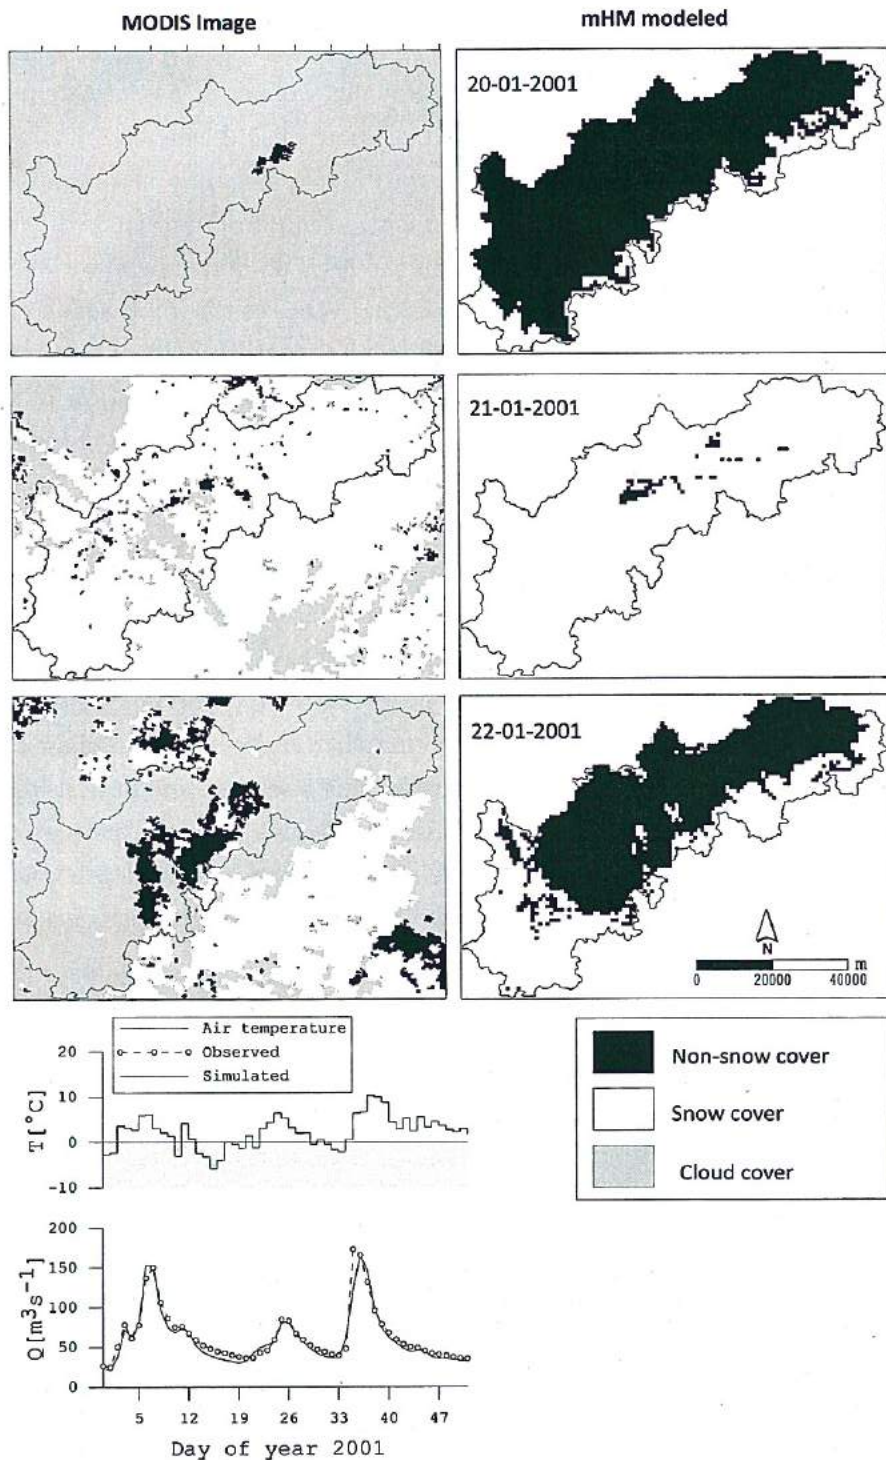 MODIS Image
mHM modeled
20-01-2001
21-01-2001
22-01-2001
N
m
0 20000 40000
Air temperature
Observed
Simulated
20
10
0
-10
T[°C]
Non-snow cover
Snow cover
Cloud cover
200
150
100
50
0
Q[m3s-1]
5 12 19 26 33 40 47
Day of year 2001